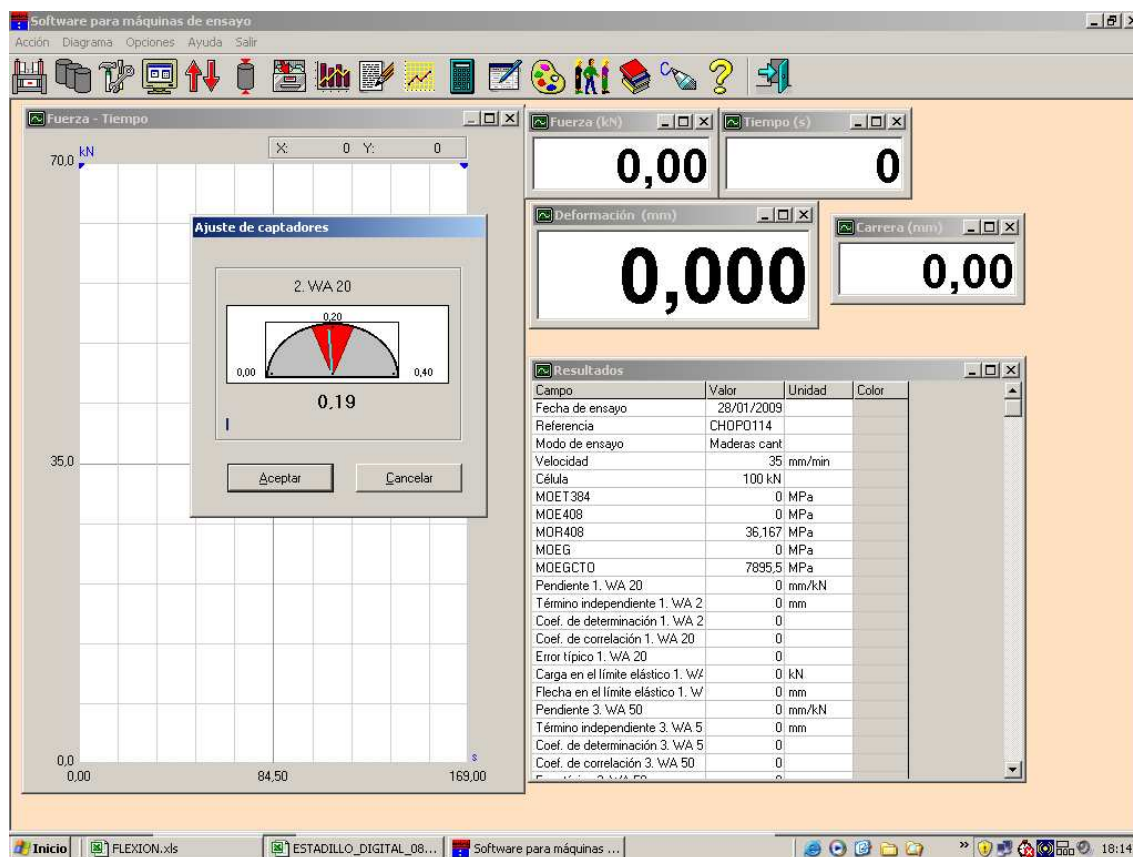 Software para máquinas de ensayo
Acción Diagrama Opciones Ayuda Salir
Fuerza - Tiempo
kN
70,0
X: 0 Y: 0
35,0
0,0
0,00 84,50 169,00
s
Ajuste de captadores
2. WA 20
0,20
0,00 0,40
0,19
Aceptar Cancelar
Fuerza (kN)
0,00
Tiempo (s)
0
Deformación (mm)
0,000
Carrera (mm)
0,00
Resultados
Campo Valor Unidad Color
Fecha de ensayo 28/01/2009
Referencia CHOPO114
Modo de ensayo Maderas cant
Velocidad 35 mm/min
Célula 100 kN
MOET384 0 MPa
MOE408 0 MPa
MOR408 36,167 MPa
MOEG 0 MPa
MOEGCTO 7895,5 MPa
Pendiente 1. WA 20 0 mm/kN
Término independiente 1. WA 2 0 mm
Coef. de determinación 1. WA 2 0
Coef. de correlación 1. WA 20 0
Error típico 1. WA 20 0
Carga en el límite elástico 1. WA 0 kN
Flecha en el límite elástico 1. W 0 mm
Pendiente 3. WA 50 0 mm/kN
Término independiente 3. WA 5 0 mm
Coef. de determinación 3. WA 5 0
Coef. de correlación 3. WA 50 0
Inicio FLEXION.xls ESTADILLO_DIGITAL_08... Software para máquinas ... » 18:14